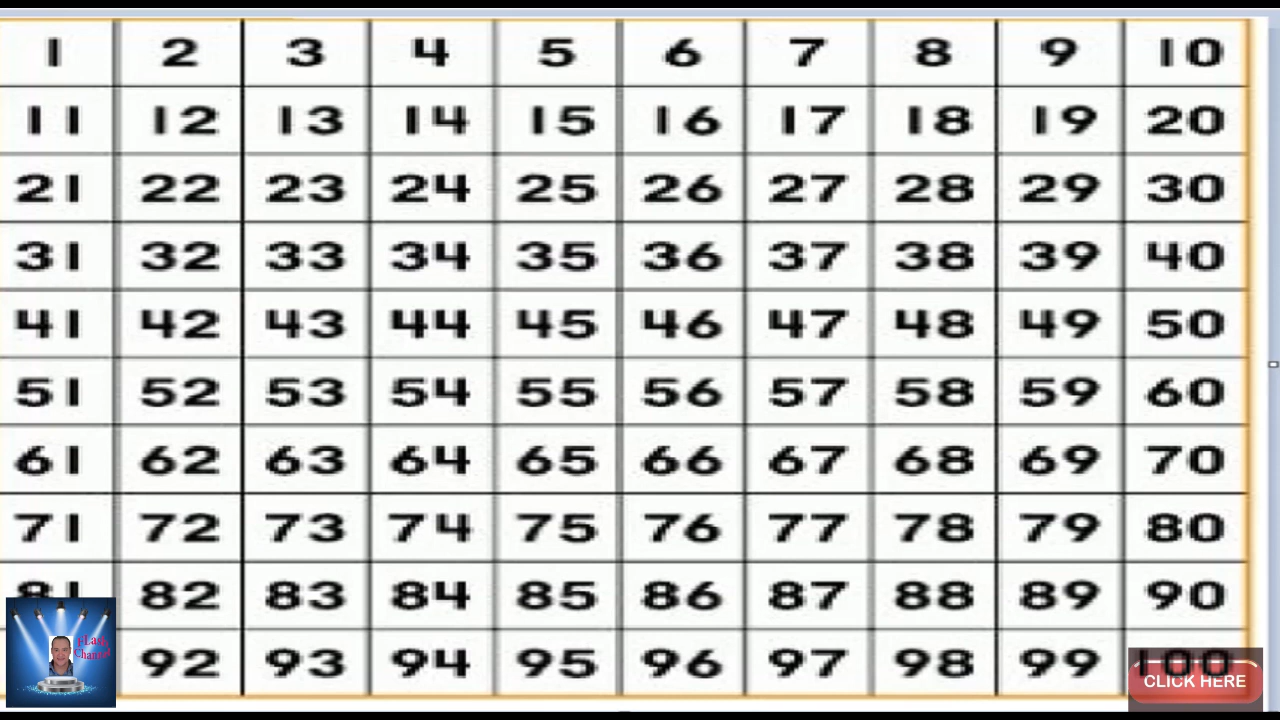 1 2 3 4 5 6 7 8 9 10
11 12 13 14 15 16 17 18 19 20
21 22 23 24 25 26 27 28 29 30
31 32 33 34 35 36 37 38 39 40
41 42 43 44 45 46 47 48 49 50
51 52 53 54 55 56 57 58 59 60
61 62 63 64 65 66 67 68 69 70
71 72 73 74 75 76 77 78 79 80
81 82 83 84 85 86 87 88 89 90
92 93 94 95 96 97 98 99 100
Channel
CLICK HERE